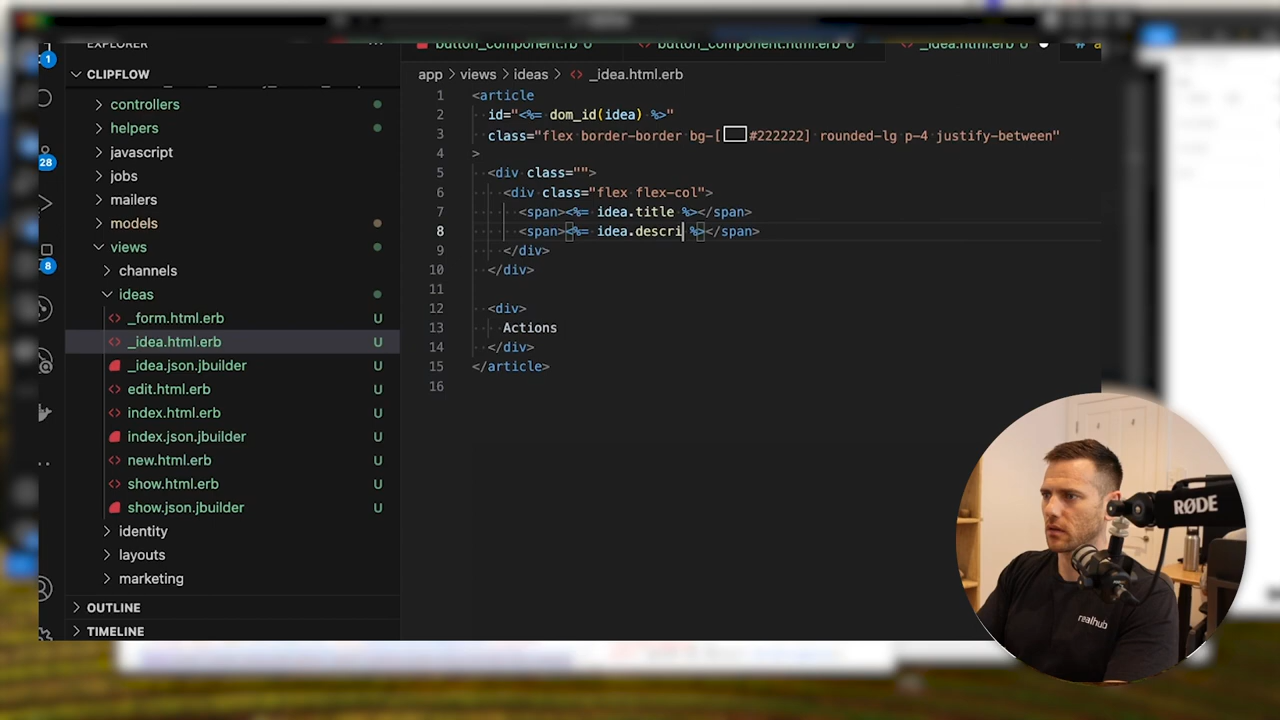 EXPLORER
button_component.rb U
button_component.html.erb U
_idea.html.erb U
1
CLIPFLOW
app > views > ideas > <> _idea.html.erb
controllers
helpers
28
javascript
jobs
mailers
models
views
8
channels
ideas
_form.html.erb U
_idea.html.erb U
_idea.json.jbuilder U
edit.html.erb U
index.html.erb U
index.json.jbuilder U
new.html.erb U
show.html.erb U
show.json.jbuilder U
identity
layouts
marketing
OUTLINE
TIMELINE
1 <article
2 id="<%= dom_id(idea) %>"
3 class="flex border-border bg-[#222222] rounded-lg p-4 justify-between"
4 >
5 <div class="">
6 <div class="flex flex-col">
7 <span><%= idea.title %></span>
8 <span><%= idea.descri %></span>
9 </div>
10 </div>
11
12 <div>
13 Actions
14 </div>
15 </article>
16
RØDE
realhub